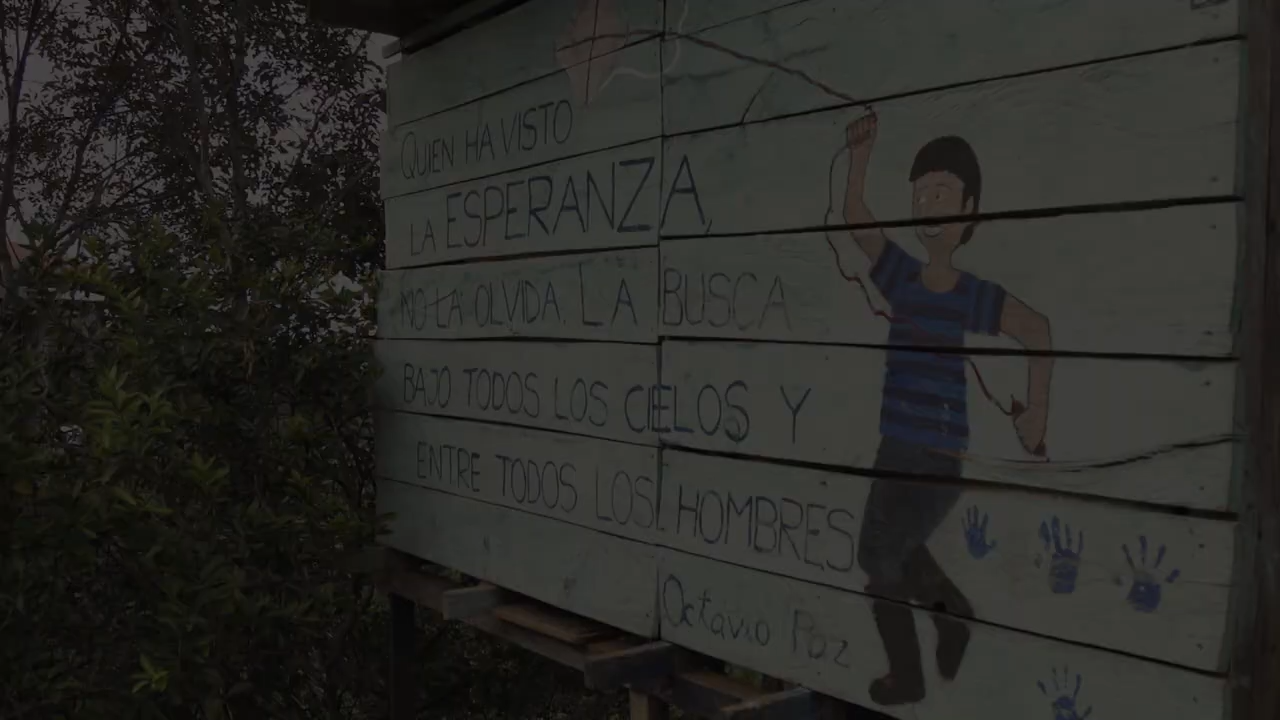 QUIEN HA VISTO
LA ESPERANZA,
NO LA OLVIDA. LA BUSCA
BAJO TODOS LOS CIELOS Y
ENTRE TODOS LOS HOMBRES
Octavio Paz